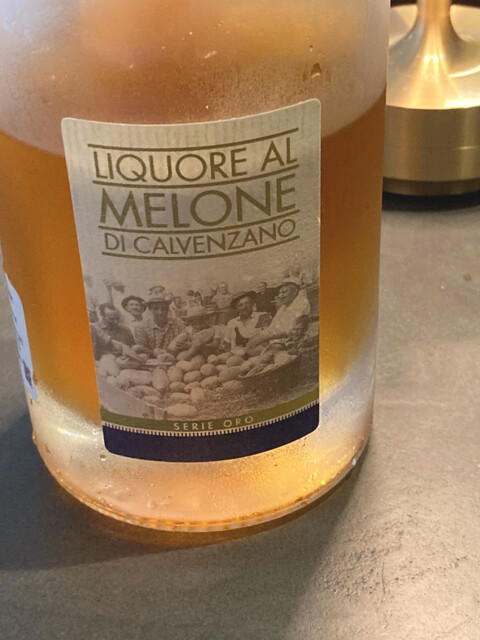 LIQUORE AL
MELONE
DI CALVENZANO
SERIE ORO